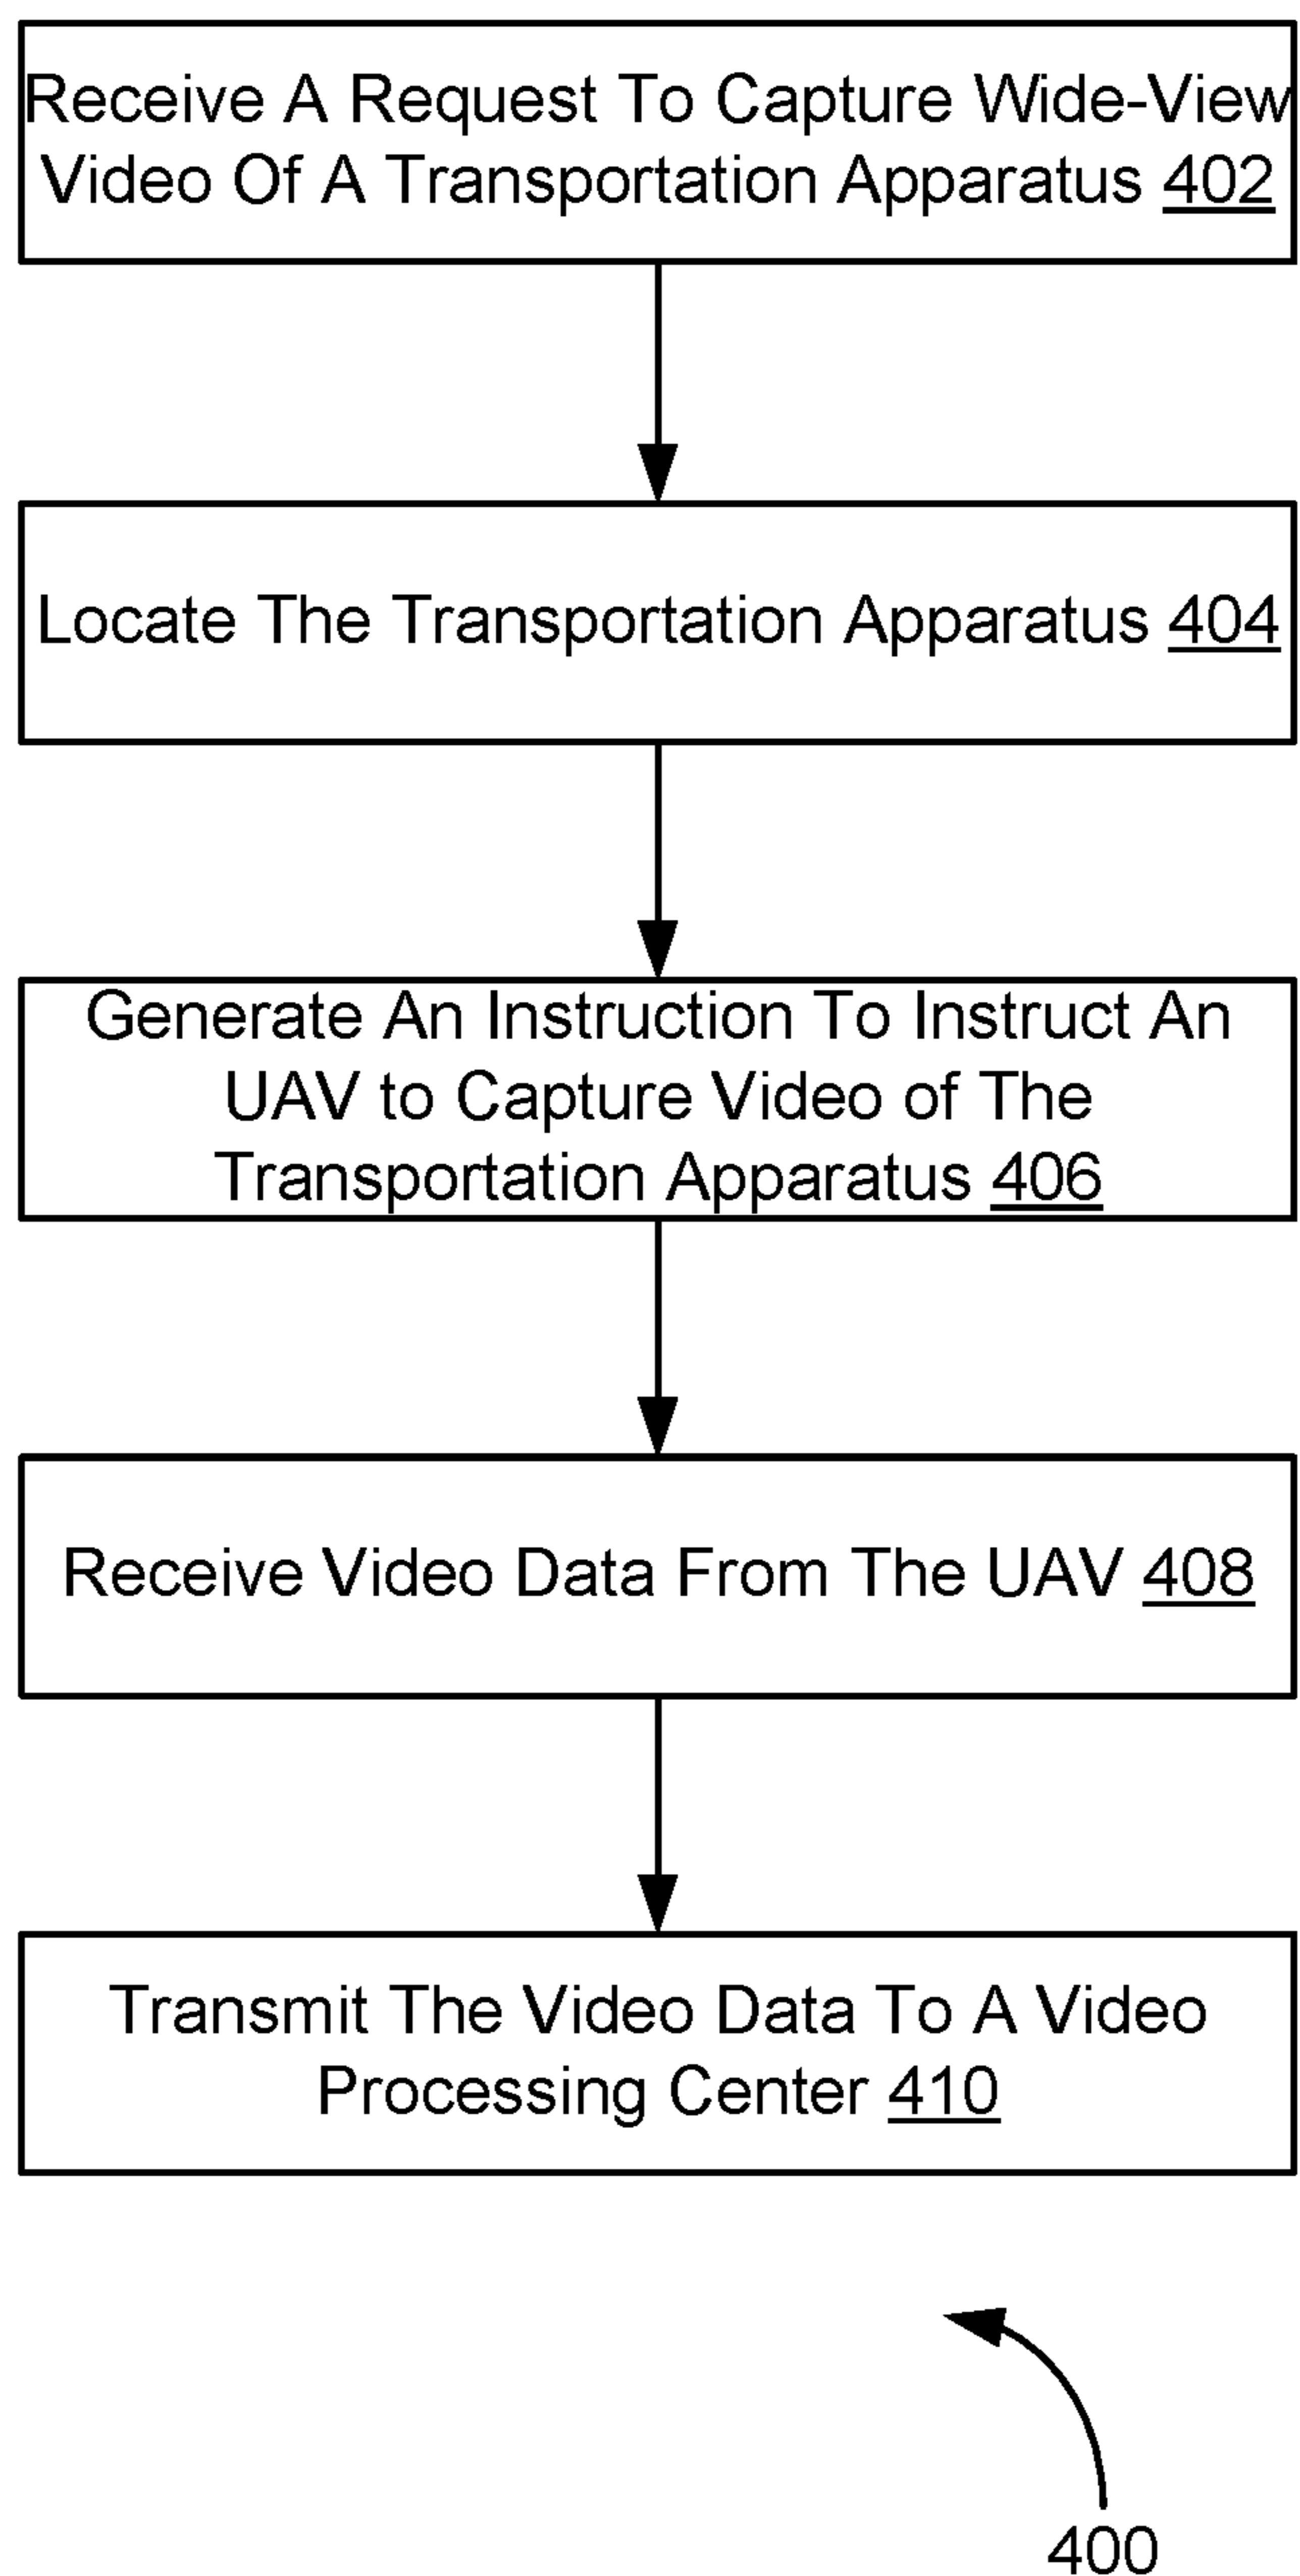 Receive A Request To Capture Wide-View
Video Of A Transportation Apparatus 402
Locate The Transportation Apparatus 404
Generate An Instruction To Instruct An
UAV to Capture Video of The
Transportation Apparatus 406
Receive Video Data From The UAV 408
Transmit The Video Data To A Video
Processing Center 410
400